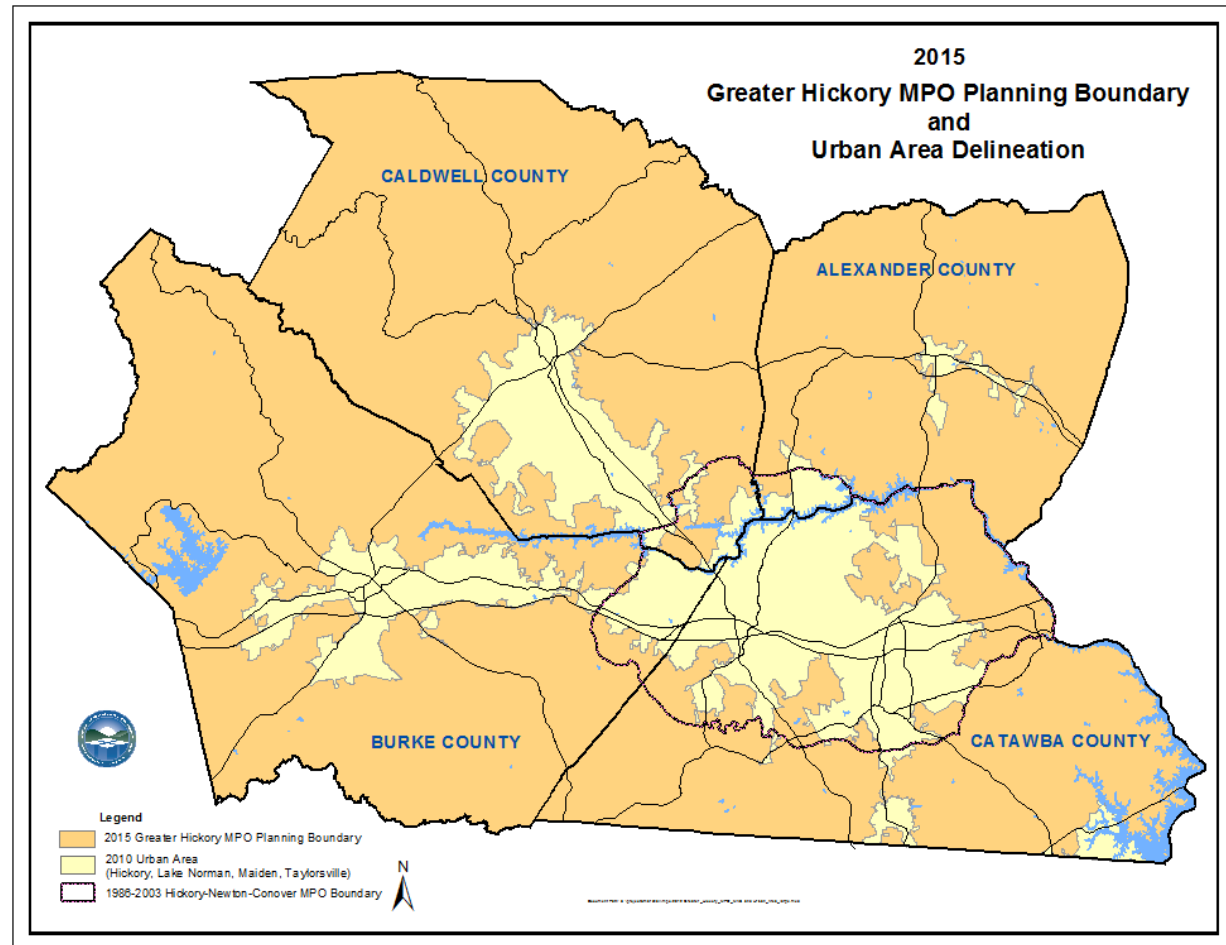 2015
Greater Hickory MPO Planning Boundary
and
Urban Area Delineation
CALDWELL COUNTY
ALEXANDER COUNTY
BURKE COUNTY
CATAWBA COUNTY
Legend
2015 Greater Hickory MPO Planning Boundary
2010 Urban Area
(Hickory, Lake Norman, Maiden, Taylorsville)
1986-2003 Hickory-Newton-Conover MPO Boundary
N